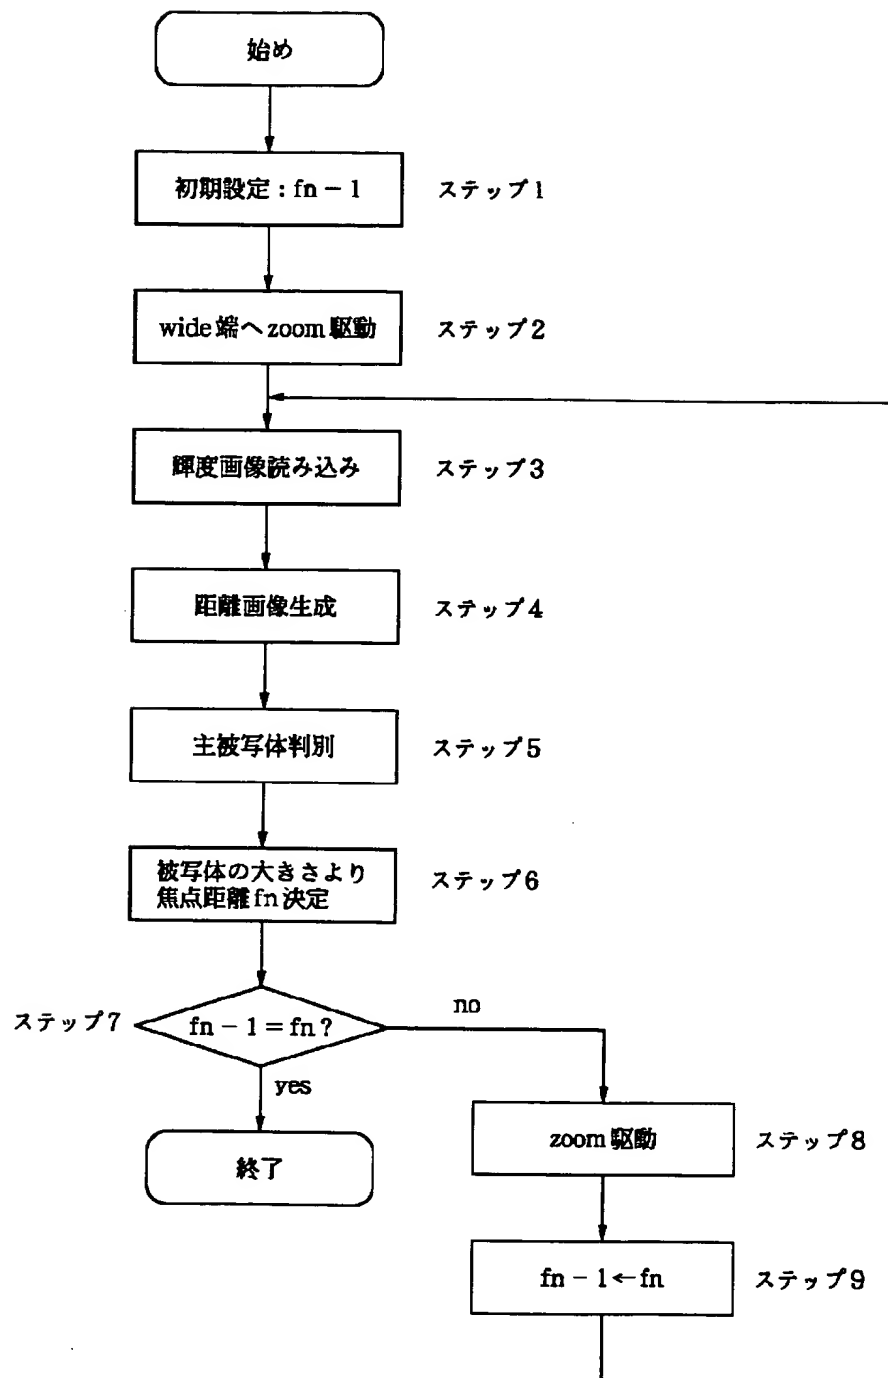 始め
初期設定：fn－1
ステップ1
wide端へzoom駆動
ステップ2
輝度画像読み込み
ステップ3
距離画像生成
ステップ4
主被写体判別
ステップ5
被写体の大きさより
焦点距離fn決定
ステップ6
ステップ7
fn－1＝fn？
no
yes
zoom駆動
ステップ8
終了
fn－1←fn
ステップ9